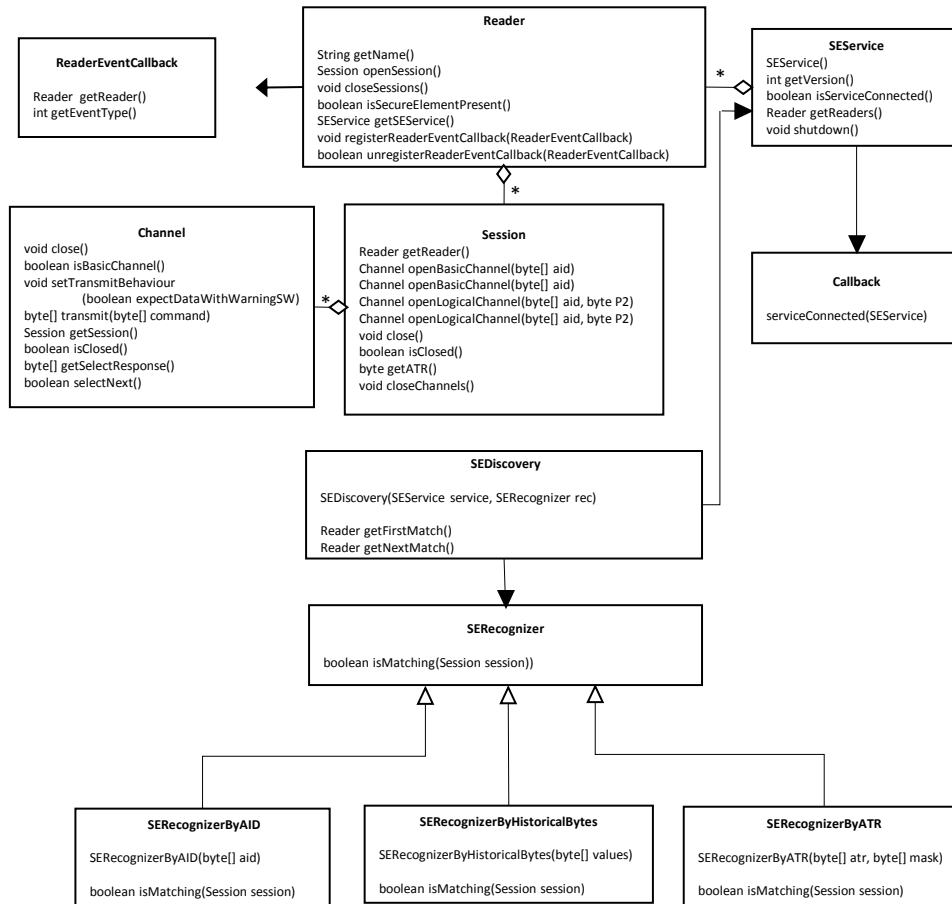 Reader
String getName()
Session openSession()
void closeSessions()
boolean isSecureElementPresent()
SEService getSEService()
void registerReaderEventCallback(ReaderEventCallback)
boolean unregisterReaderEventCallback(ReaderEventCallback)
ReaderEventCallback
Reader getReader()
int getEventType()
SEService
SEService()
int getVersion()
boolean isServiceConnected()
Reader getReaders()
void shutdown()
*
*
Channel
void close()
boolean isBasicChannel()
void setTransmitBehaviour
(boolean expectDataWithWarningSW)
byte[] transmit(byte[] command)
Session getSession()
boolean isClosed()
byte[] getSelectResponse()
boolean selectNext()
*
Session
Reader getReader()
Channel openBasicChannel(byte[] aid)
Channel openBasicChannel(byte[] aid)
Channel openLogicalChannel(byte[] aid, byte P2)
Channel openLogicalChannel(byte[] aid, byte P2)
void close()
boolean isClosed()
byte getATR()
void closeChannels()
Callback
serviceConnected(SEService)
SEDiscovery
SEDiscovery(SEService service, SERecognizer rec)
Reader getFirstMatch()
Reader getNextMatch()
SERecognizer
boolean isMatching(Session session))
SERecognizerByAID
SERecognizerByAID(byte[] aid)
boolean isMatching(Session session)
SERecognizerByHistoricalBytes
SERecognizerByHistoricalBytes(byte[] values)
boolean isMatching(Session session)
SERecognizerByATR
SERecognizerByATR(byte[] atr, byte[] mask)
boolean isMatching(Session session)